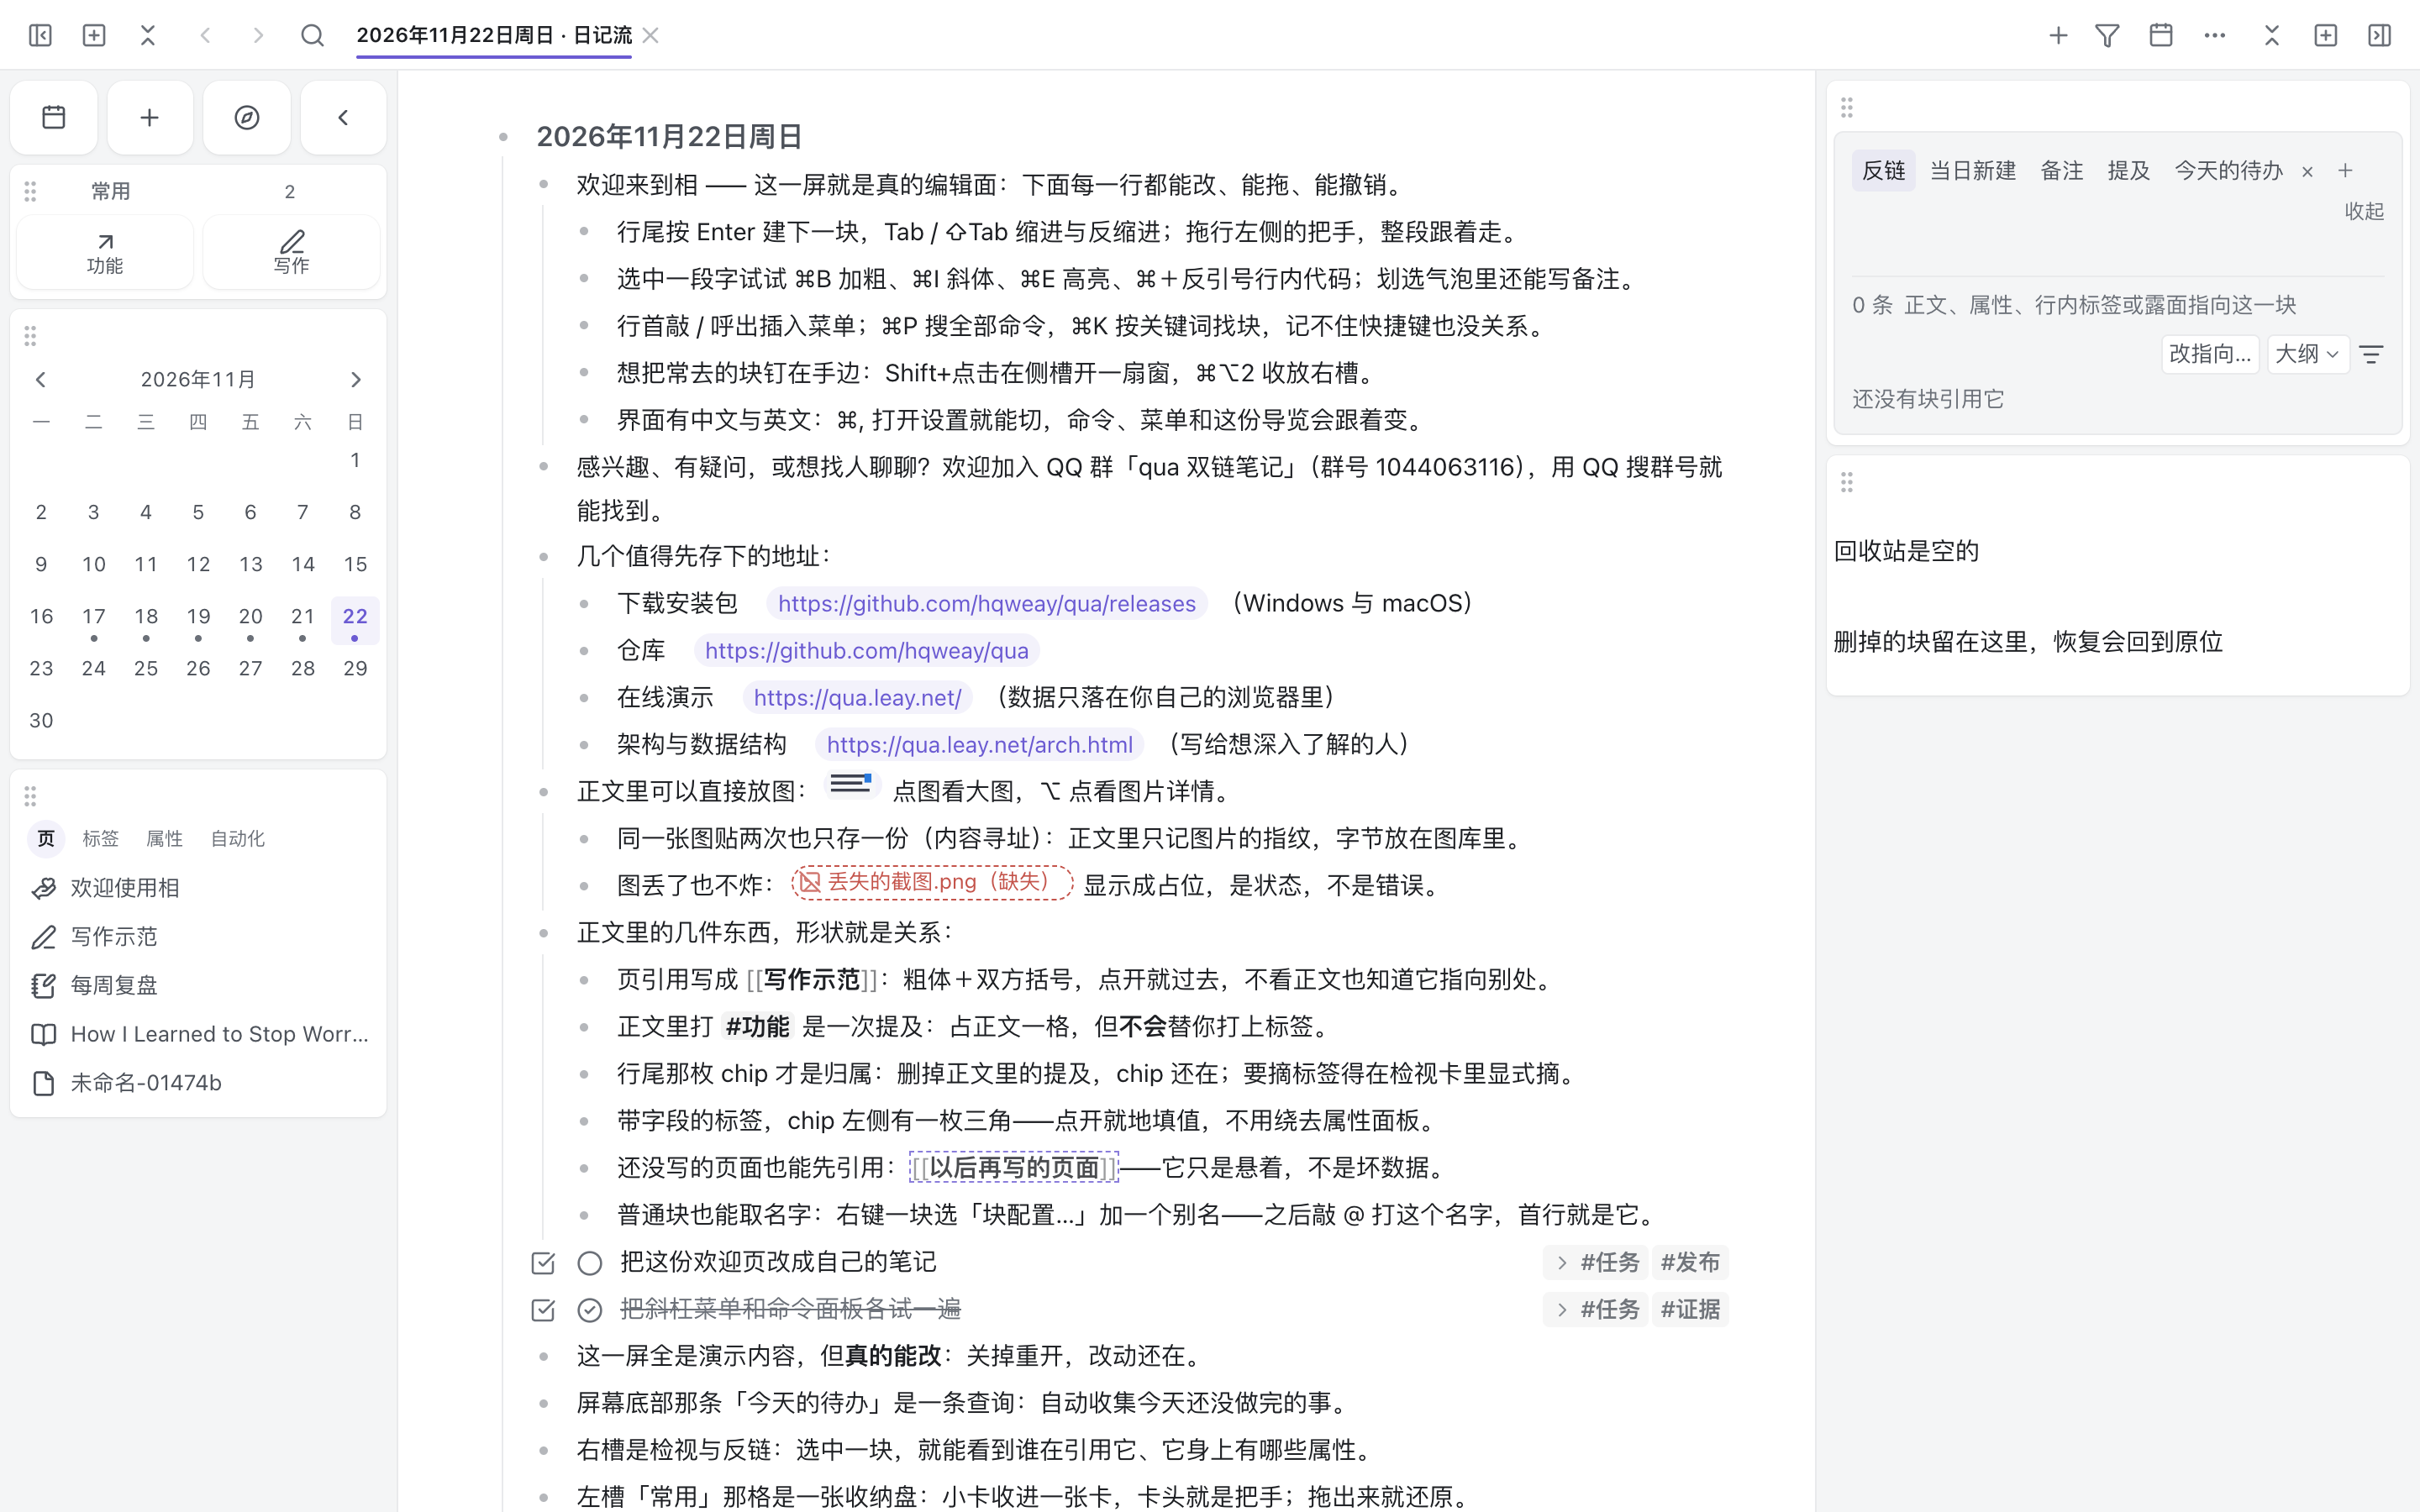 2026年11月22日周日 · 日记流
常用 2
功能 写作
2026年11月
一 二 三 四 五 六 日
1
2 3 4 5 6 7 8
9 10 11 12 13 14 15
16 17 18 19 20 21 22
23 24 25 26 27 28 29
30
页 标签 属性 自动化
欢迎使用相
写作示范
每周复盘
How I Learned to Stop Worr...
未命名-01474b
2026年11月22日周日
欢迎来到相 —— 这一屏就是真的编辑面：下面每一行都能改、能拖、能撤销。
行尾按 Enter 建下一块，Tab / ⇧Tab 缩进与反缩进；拖行左侧的把手，整段跟着走。
选中一段字试试 ⌘B 加粗、⌘I 斜体、⌘E 高亮、⌘＋反引号行内代码；划选气泡里还能写备注。
行首敲 / 呼出插入菜单；⌘P 搜全部命令，⌘K 按关键词找块，记不住快捷键也没关系。
想把常去的块钉在手边：Shift+点击在侧槽开一扇窗，⌘⌥2 收放右槽。
界面有中文与英文：⌘, 打开设置就能切，命令、菜单和这份导览会跟着变。
感兴趣、有疑问，或想找人聊聊？欢迎加入 QQ 群「qua 双链笔记」（群号 1044063116），用 QQ 搜群号就
能找到。
几个值得先存下的地址：
下载安装包 https://github.com/hqweay/qua/releases （Windows 与 macOS）
仓库 https://github.com/hqweay/qua
在线演示 https://qua.leay.net/ （数据只落在你自己的浏览器里）
架构与数据结构 https://qua.leay.net/arch.html （写给想深入了解的人）
正文里可以直接放图： 点图看大图，⌥ 点看图片详情。
同一张图贴两次也只存一份（内容寻址）：正文里只记图片的指纹，字节放在图库里。
图丢了也不炸： 丢失的截图.png（缺失） 显示成占位，是状态，不是错误。
正文里的几件东西，形状就是关系：
页引用写成 [[写作示范]]：粗体＋双方括号，点开就过去，不看正文也知道它指向别处。
正文里打 #功能 是一次提及：占正文一格，但不会替你打上标签。
行尾那枚 chip 才是归属：删掉正文里的提及，chip 还在；要摘标签得在检视卡里显式摘。
带字段的标签，chip 左侧有一枚三角——点开就地填值，不用绕去属性面板。
还没写的页面也能先引用：[[以后再写的页面]]——它只是悬着，不是坏数据。
普通块也能取名字：右键一块选「块配置…」加一个别名——之后敲 @ 打这个名字，首行就是它。
把这份欢迎页改成自己的笔记 #任务 #发布
把斜杠菜单和命令面板各试一遍 #任务 #证据
这一屏全是演示内容，但真的能改：关掉重开，改动还在。
屏幕底部那条「今天的待办」是一条查询：自动收集今天还没做完的事。
右槽是检视与反链：选中一块，就能看到谁在引用它、它身上有哪些属性。
左槽「常用」那格是一张收纳盘：小卡收进一张卡，卡头就是把手；拖出来就还原。
反链 当日新建 备注 提及 今天的待办 × +
收起
0 条 正文、属性、行内标签或露面指向这一块
改指向… 大纲
还没有块引用它
回收站是空的
删掉的块留在这里，恢复会回到原位